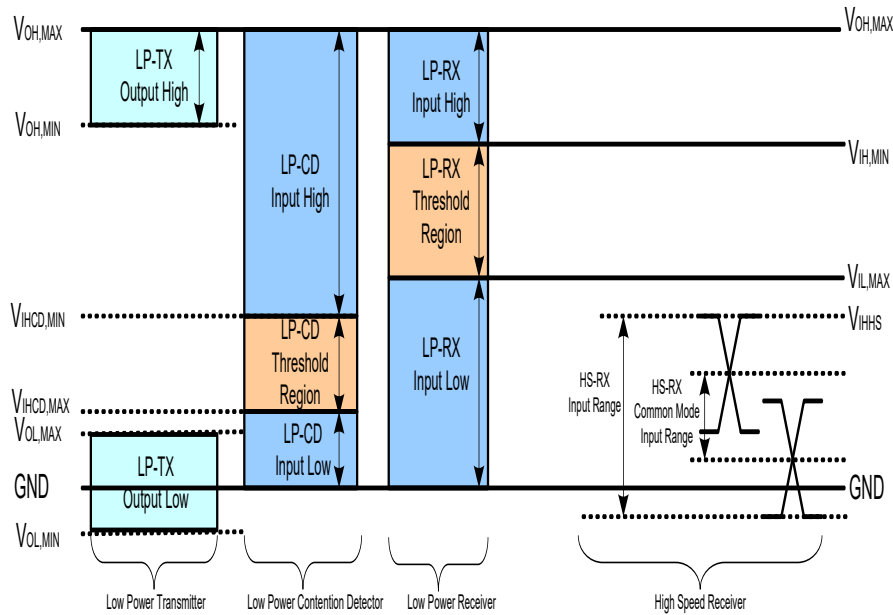 VOH,MAX
VOH,MAX
LP-TX
Output High
VOH,MIN
LP-CD
Input High
LP-RX
Input High
VIH,MIN
LP-RX
Threshold
Region
VIL,MAX
VIHCD,MIN
VIHHS
LP-CD
Threshold
Region
LP-RX
Input Low
HS-RX
Input Range
HS-RX
Common Mode
Input Range
VIHCD,MAX
VOL,MAX
LP-CD
Input Low
LP-TX
Output Low
GND
GND
VOL,MIN
Low Power Transmitter
Low Power Contention Detector
Low Power Receiver
High Speed Receiver